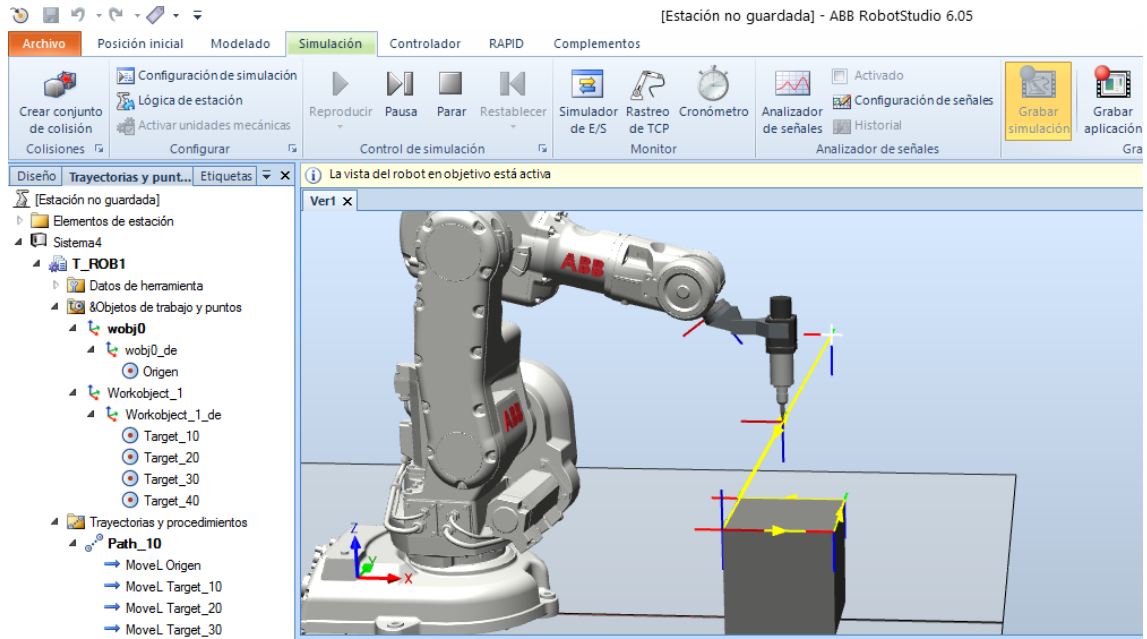 [Estación no guardada] - ABB RobotStudio 6.05
Archivo Posición inicial Modelado Simulación Controlador RAPID Complementos
Crear conjunto de colisión
Configuración de simulación
Lógica de estación
Activar unidades mecánicas
Reproducir Pausa Parar Restablecer
Simulador de E/S
Rastreo de TCP
Cronómetro
Analizador de señales
Activado
Configuración de señales
Historial
Grabar simulación
Grabar aplicación
Colisiones Configurar Control de simulación Monitor Analizador de señales Gra
Diseño Trayectorias y punt... Etiquetas
La vista del robot en objetivo está activa
Ver1
[Estación no guardada]
Elementos de estación
Sistema4
T_ROB1
Datos de herramienta
&Objetos de trabajo y puntos
wobj0
wobj0_de
Origen
Workobject_1
Workobject_1_de
Target_10
Target_20
Target_30
Target_40
Trayectorias y procedimientos
Path_10
MoveL Origen
MoveL Target_10
MoveL Target_20
MoveL Target_30
ABB
ABB
Z
Y
X